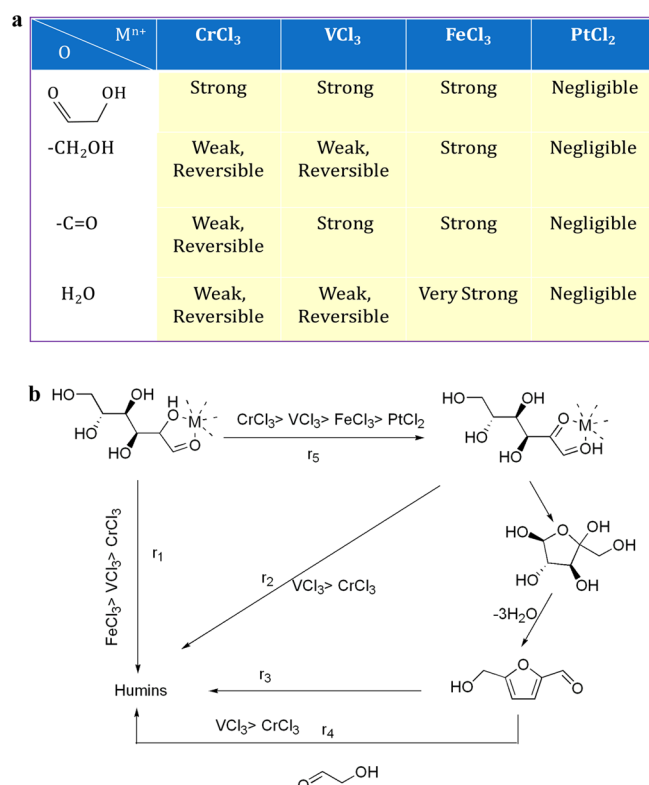 a
O Mⁿ⁺ CrCl₃ VCl₃ FeCl₃ PtCl₂
O OH Strong Strong Strong Negligible
-CH₂OH Weak, Reversible Weak, Reversible Strong Negligible
-C=O Weak, Reversible Strong Strong Negligible
H₂O Weak, Reversible Weak, Reversible Very Strong Negligible
b
HO OH H O M OH HO O
CrCl₃> VCl₃> FeCl₃> PtCl₂
r₅
HO OH O M OH HO OH
FeCl₃> VCl₃> CrCl₃
r₁
r₂
VCl₃> CrCl₃
HO O OH OH HO OH
-3H₂O
Humins
r₃
HO O O
VCl₃> CrCl₃
r₄
O OH